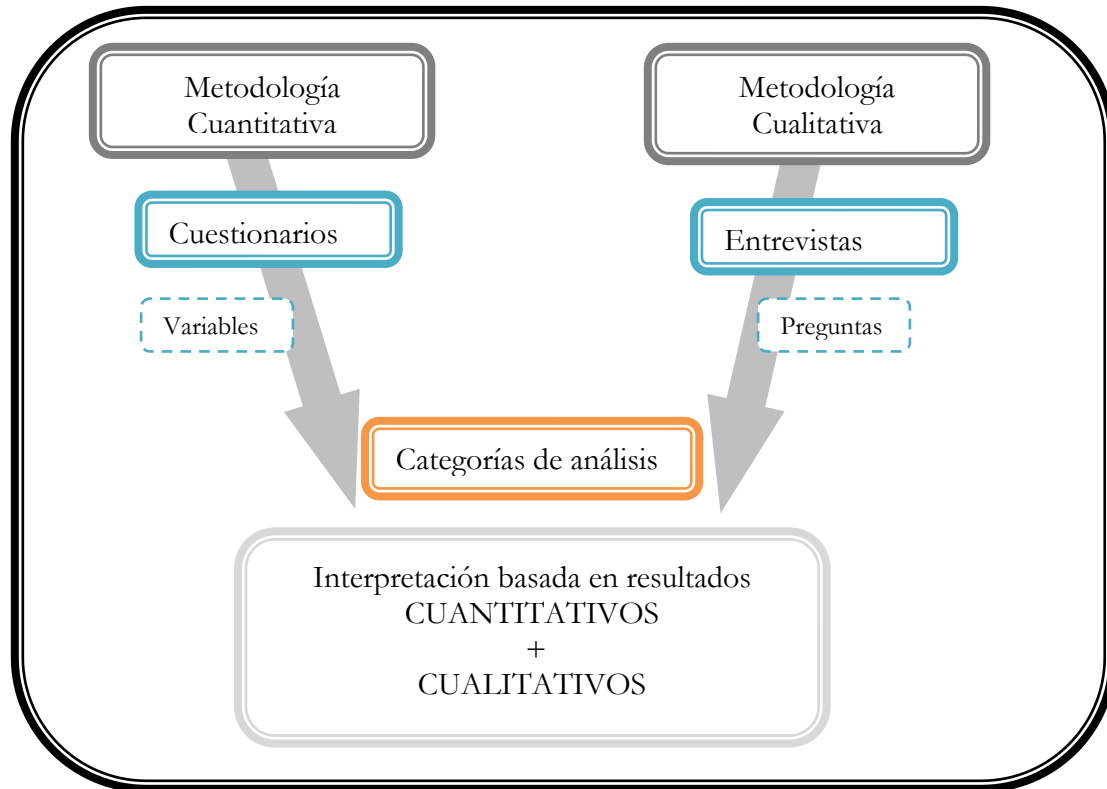 Metodología
Cuantitativa
Metodología
Cualitativa
Cuestionarios
Entrevistas
Variables
Preguntas
Categorías de análisis
Interpretación basada en resultados
CUANTITATIVOS
+
CUALITATIVOS